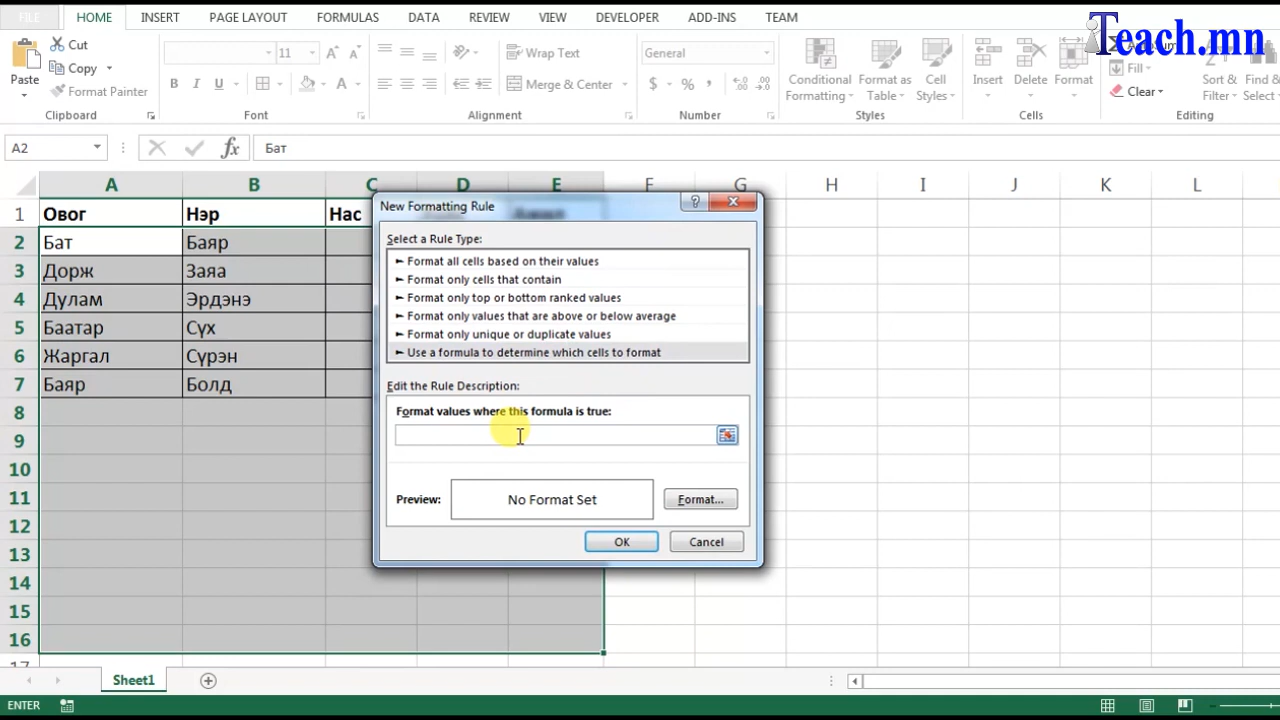 FILE HOME INSERT PAGE LAYOUT FORMULAS DATA REVIEW VIEW DEVELOPER ADD-INS TEAM
Teach.mn
Cut
Copy
Format Painter
Paste
Clipboard
11
B I U
Font
Wrap Text
Merge & Center
Alignment
General
$ % ,
Number
Conditional Formatting
Format as Table
Cell Styles
Styles
Insert Delete Format
Cells
Fill
Clear
Sort & Filter
Find & Select
Editing
A2
fx
Бат
A B C D E F G H I J K L
1 Овог Нэр Нас
2 Бат Баяр
3 Дорж Заяа
4 Дулам Эрдэнэ
5 Баатар Сүх
6 Жаргал Сүрэн
7 Баяр Болд
8
9
10
11
12
13
14
15
16
17
New Formatting Rule
?
Select a Rule Type:
► Format all cells based on their values
► Format only cells that contain
► Format only top or bottom ranked values
► Format only values that are above or below average
► Format only unique or duplicate values
► Use a formula to determine which cells to format
Edit the Rule Description:
Format values where this formula is true:
Preview:
No Format Set
Format...
OK
Cancel
Sheet1
ENTER